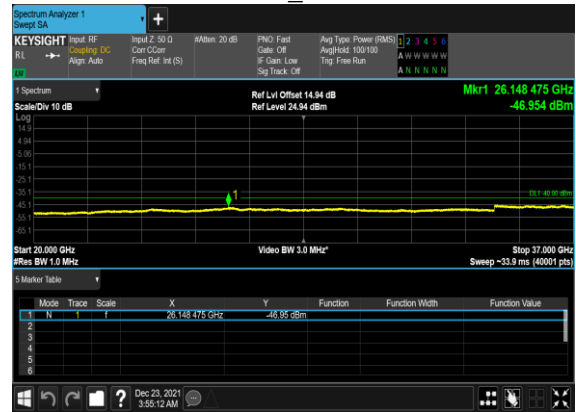 Spectrum Analyzer 1
Swept SA
+
KEYSIGHT Input: RF Input Z: 50 Ω #Atten: 20 dB PNO: Fast Avg Type: Power (RMS) 1 2 3 4 5 6
RL Coupling: DC Corr CCorr Gate: Off Avg|Hold: 100/100 A W W W W W
Align: Auto Freq Ref: Int (S) IF Gain: Low Trig: Free Run
LXI Sig Track: Off A N N N N N
1 Spectrum Ref Lvl Offset 14.94 dB Mkr1 26.148 475 GHz
Scale/Div 10 dB Ref Level 24.94 dBm -46.954 dBm
Log
14.9
4.94
-5.06
-15.1
-25.1
-35.1 1 DL1 -40.00 dBm
-45.1
-55.1
-65.1
Start 20.000 GHz Video BW 3.0 MHz* Stop 37.000 GHz
#Res BW 1.0 MHz Sweep ~33.9 ms (40001 pts)
5 Marker Table
Mode Trace Scale X Y Function Function Width Function Value
1 N 1 f 26.148 475 GHz -46.95 dBm
2
3
4
5
6
? Dec 23, 2021
3:55:12 AM